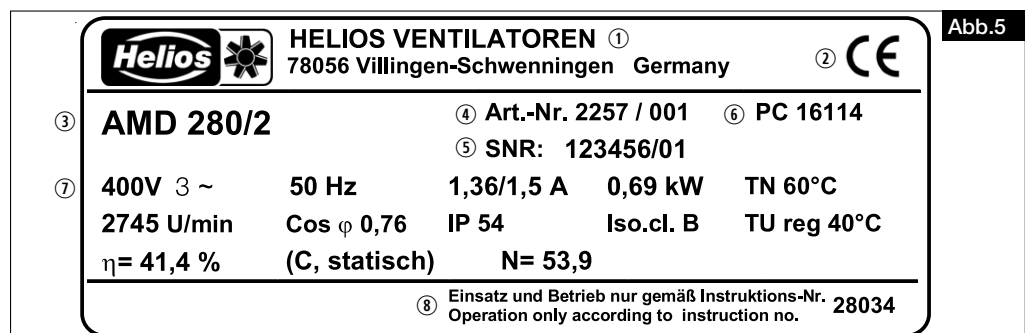 Abb.5
Helios HELIOS VENTILATOREN ①
78056 Villingen-Schwenningen Germany ② CE
③ AMD 280/2 ④ Art.-Nr. 2257 / 001 ⑥ PC 16114
⑤ SNR: 123456/01
⑦ 400V 3 ~ 50 Hz 1,36/1,5 A 0,69 kW TN 60°C
2745 U/min Cos φ 0,76 IP 54 Iso.cl. B TU reg 40°C
η= 41,4 % (C, statisch) N= 53,9
⑧ Einsatz und Betrieb nur gemäß Instruktions-Nr. 28034
Operation only according to instruction no.